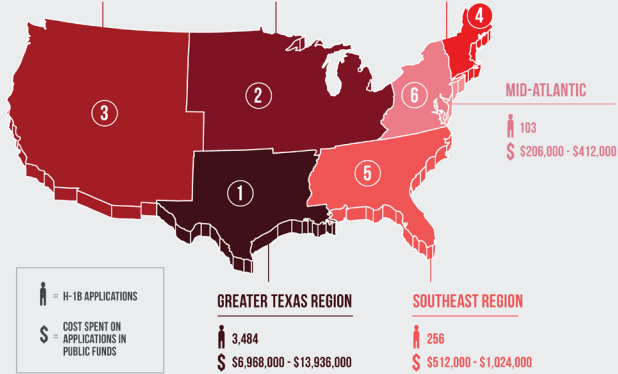 4
3
2
6
1
5
MID-ATLANTIC
103
$ $206,000 - $412,000
= H-1B APPLICATIONS
$ = COST SPENT ON
APPLICATIONS IN
PUBLIC FUNDS
GREATER TEXAS REGION
3,484
$ $6,968,000 - $13,936,000
SOUTHEAST REGION
256
$ $512,000 - $1,024,000